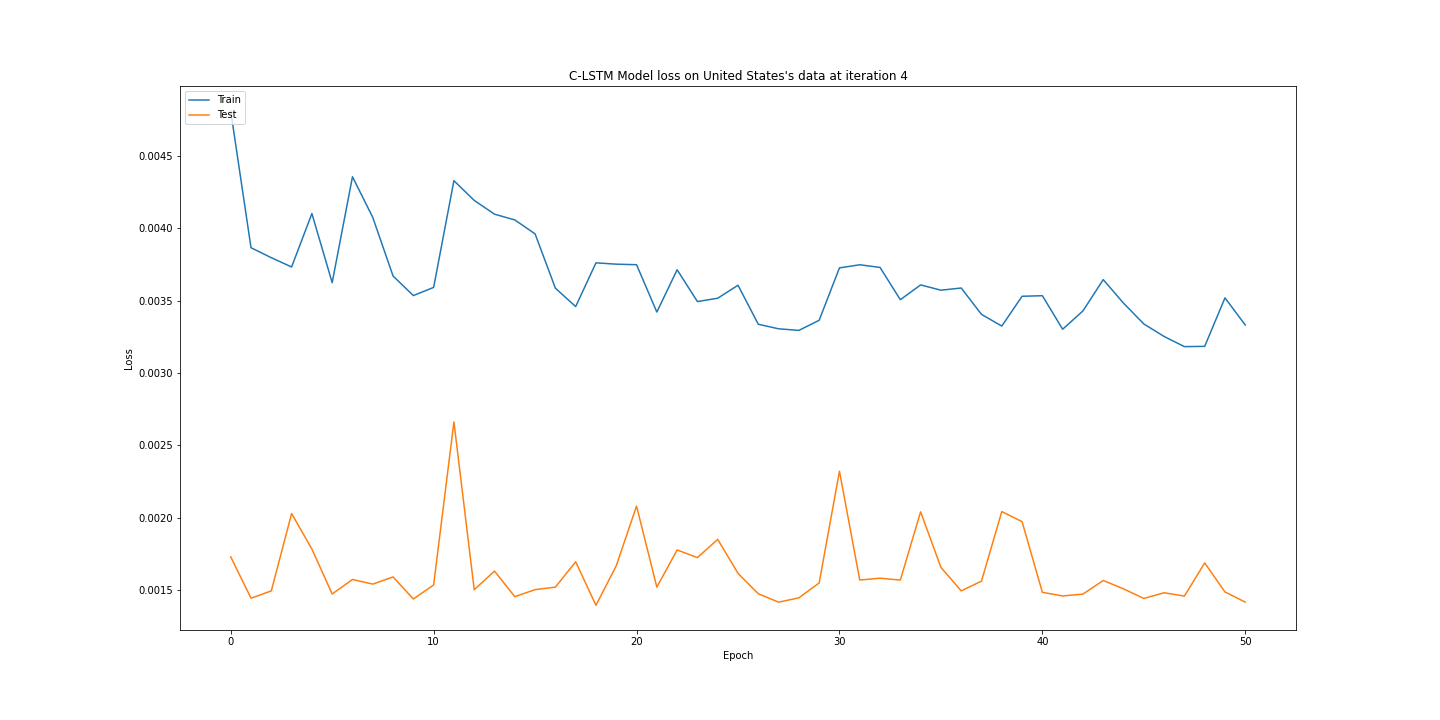 C-LSTM Model loss on United States's data at iteration 4
Train
Test
0.0045
0.0040
0.0035
0.0030
0.0025
0.0020
0.0015
Loss
0 10 20 30 40 50
Epoch